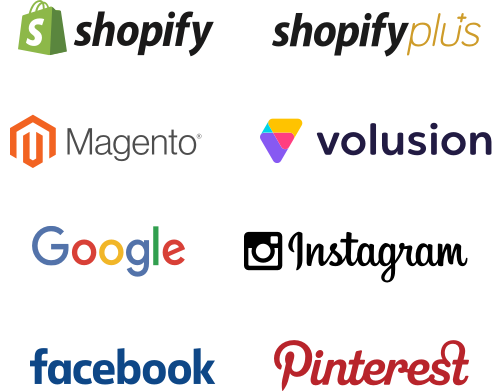 S shopify
shopifyplus
Magento®
volusion
Google
Instagram
facebook
Pinterest